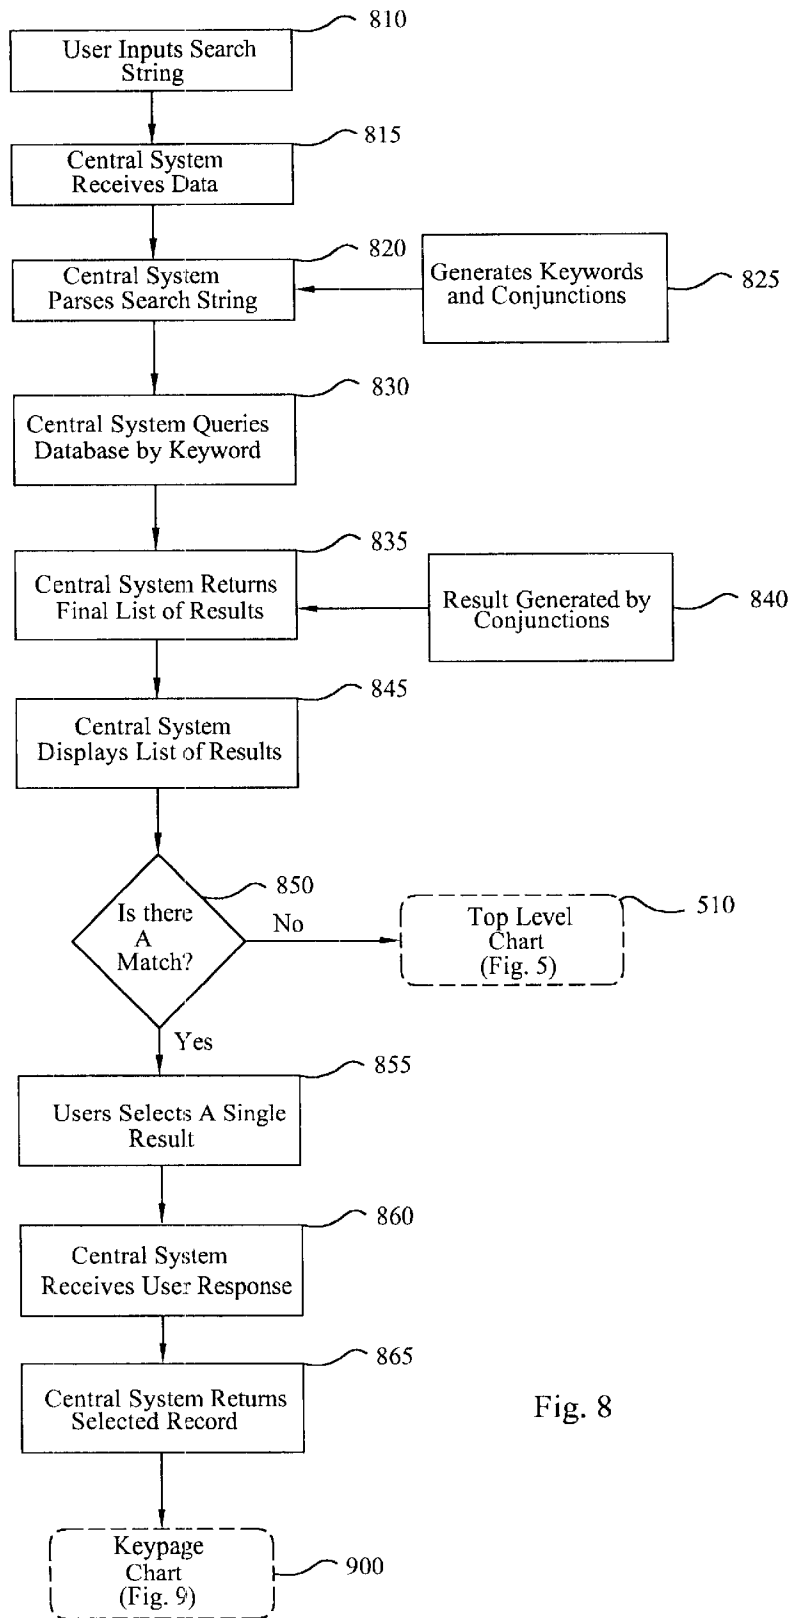 810
User Inputs Search
String
815
Central System
Receives Data
820
Central System
Parses Search String
Generates Keywords
and Conjunctions
825
830
Central System Queries
Database by Keyword
835
Central System Returns
Final List of Results
Result Generated by
Conjunctions
840
845
Central System
Displays List of Results
850
Is there
A
Match?
No
Top Level
Chart
(Fig. 5)
510
Yes
855
Users Selects A Single
Result
860
Central System
Receives User Response
865
Central System Returns
Selected Record
Fig. 8
Keypage
Chart
(Fig. 9)
900